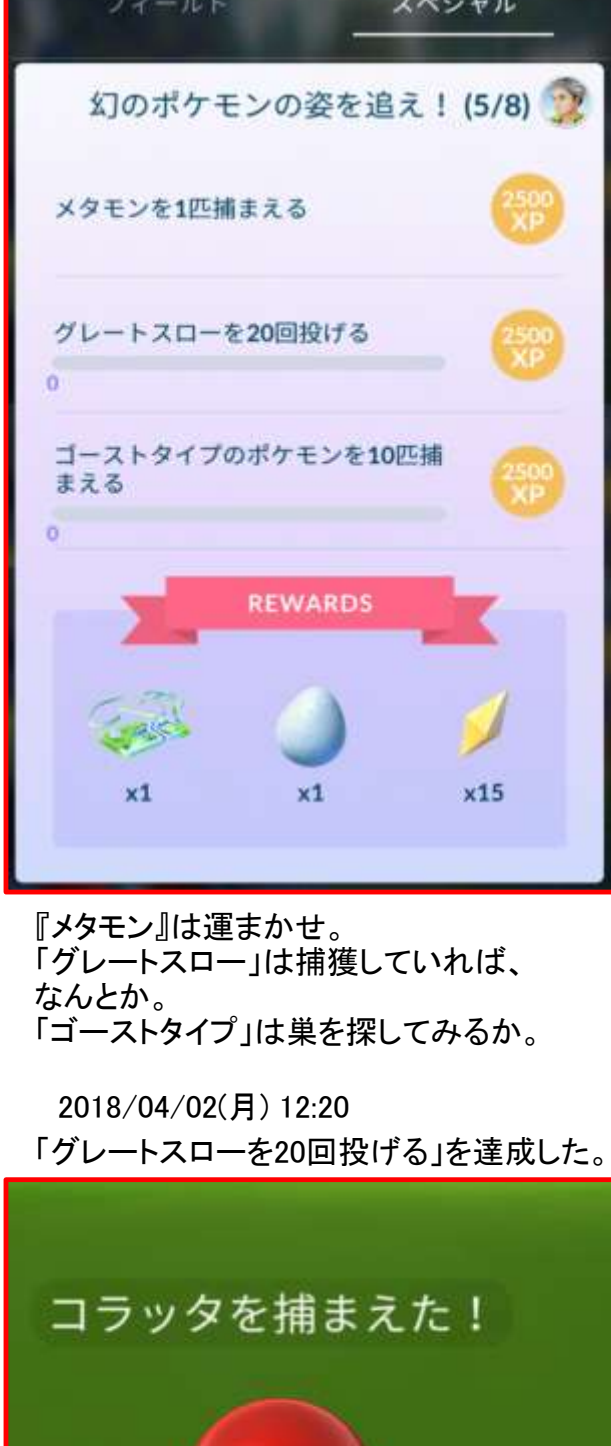 フィールド スペシャル
幻のポケモンの姿を追え！ (5/8)
メタモンを1匹捕まえる
2500
XP
グレートスローを20回投げる
2500
XP
0
ゴーストタイプのポケモンを10匹捕
まえる
2500
XP
0
REWARDS
x1 x1 x15
『メタモン』は運まかせ。
「グレートスロー」は捕獲していれば、
なんとか。
「ゴーストタイプ」は巣を探してみるか。
2018/04/02(月) 12:20
「グレートスローを20回投げる」を達成した。
コラッタを捕まえた！